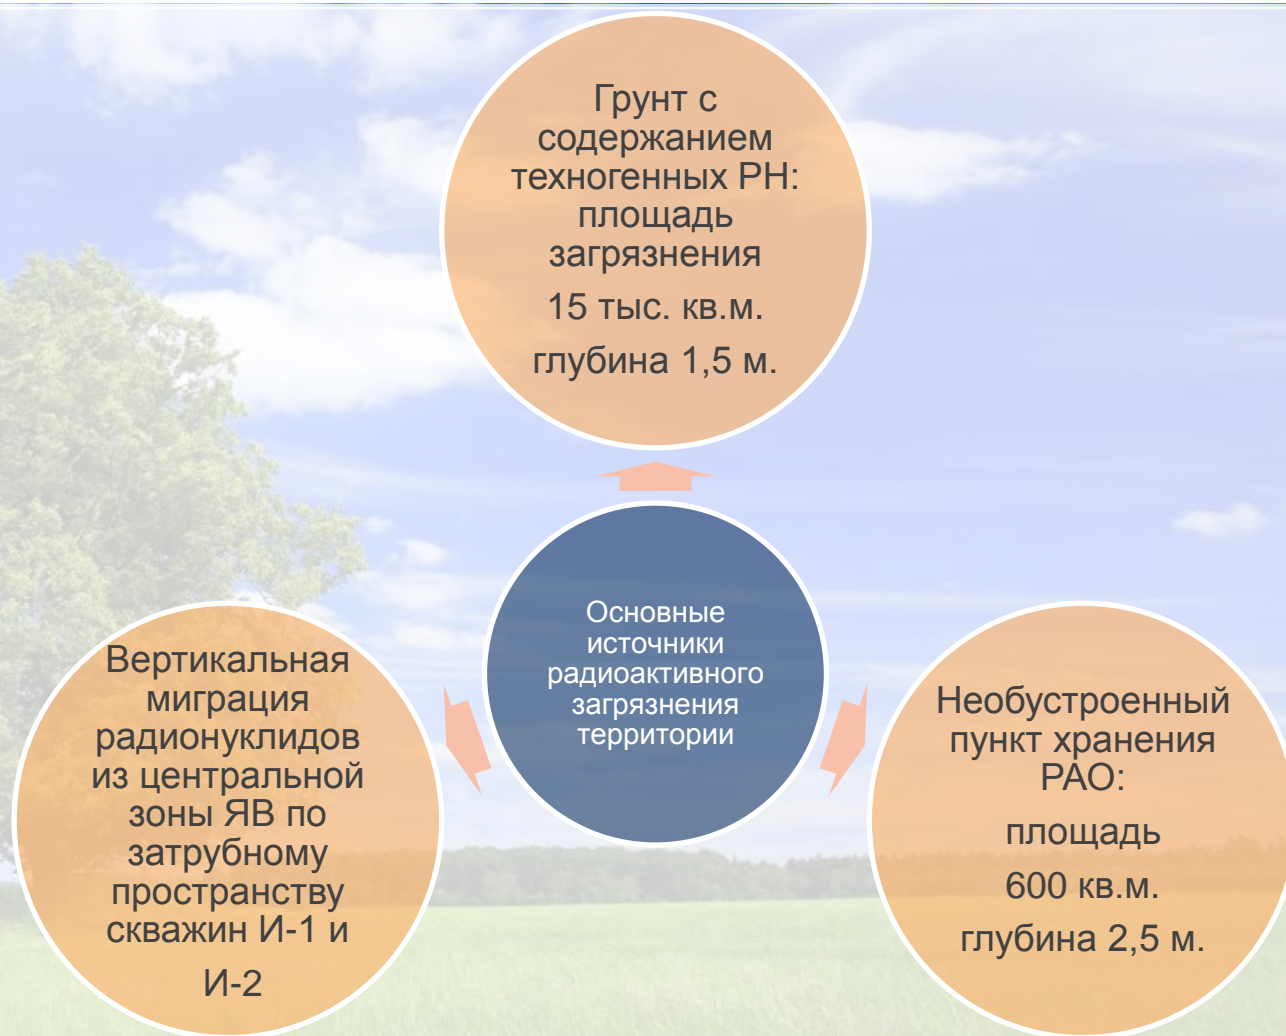 Грунт с
содержанием
техногенных РН:
площадь
загрязнения
15 тыс. кв.м.
глубина 1,5 м.
Основные
источники
радиоактивного
загрязнения
территории
Вертикальная
миграция
радионуклидов
из центральной
зоны ЯВ по
затрубному
пространству
скважин И-1 и
И-2
Необустроенный
пункт хранения
РАО:
площадь
600 кв.м.
глубина 2,5 м.